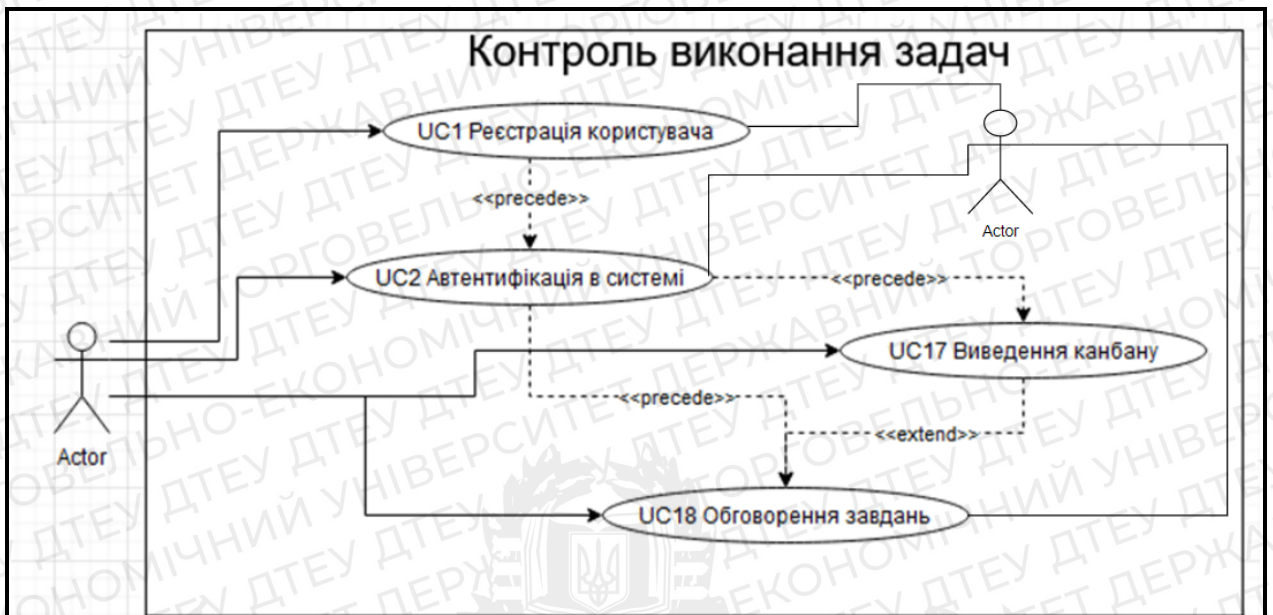 Контроль виконання задач
UC1 Реєстрація користувача
<<precede>>
Actor
UC2 Автентифікація в системі
<<precede>>
UC17 Виведення канбану
<<precede>>
<<extend>>
Actor
UC18 Обговорення завдань